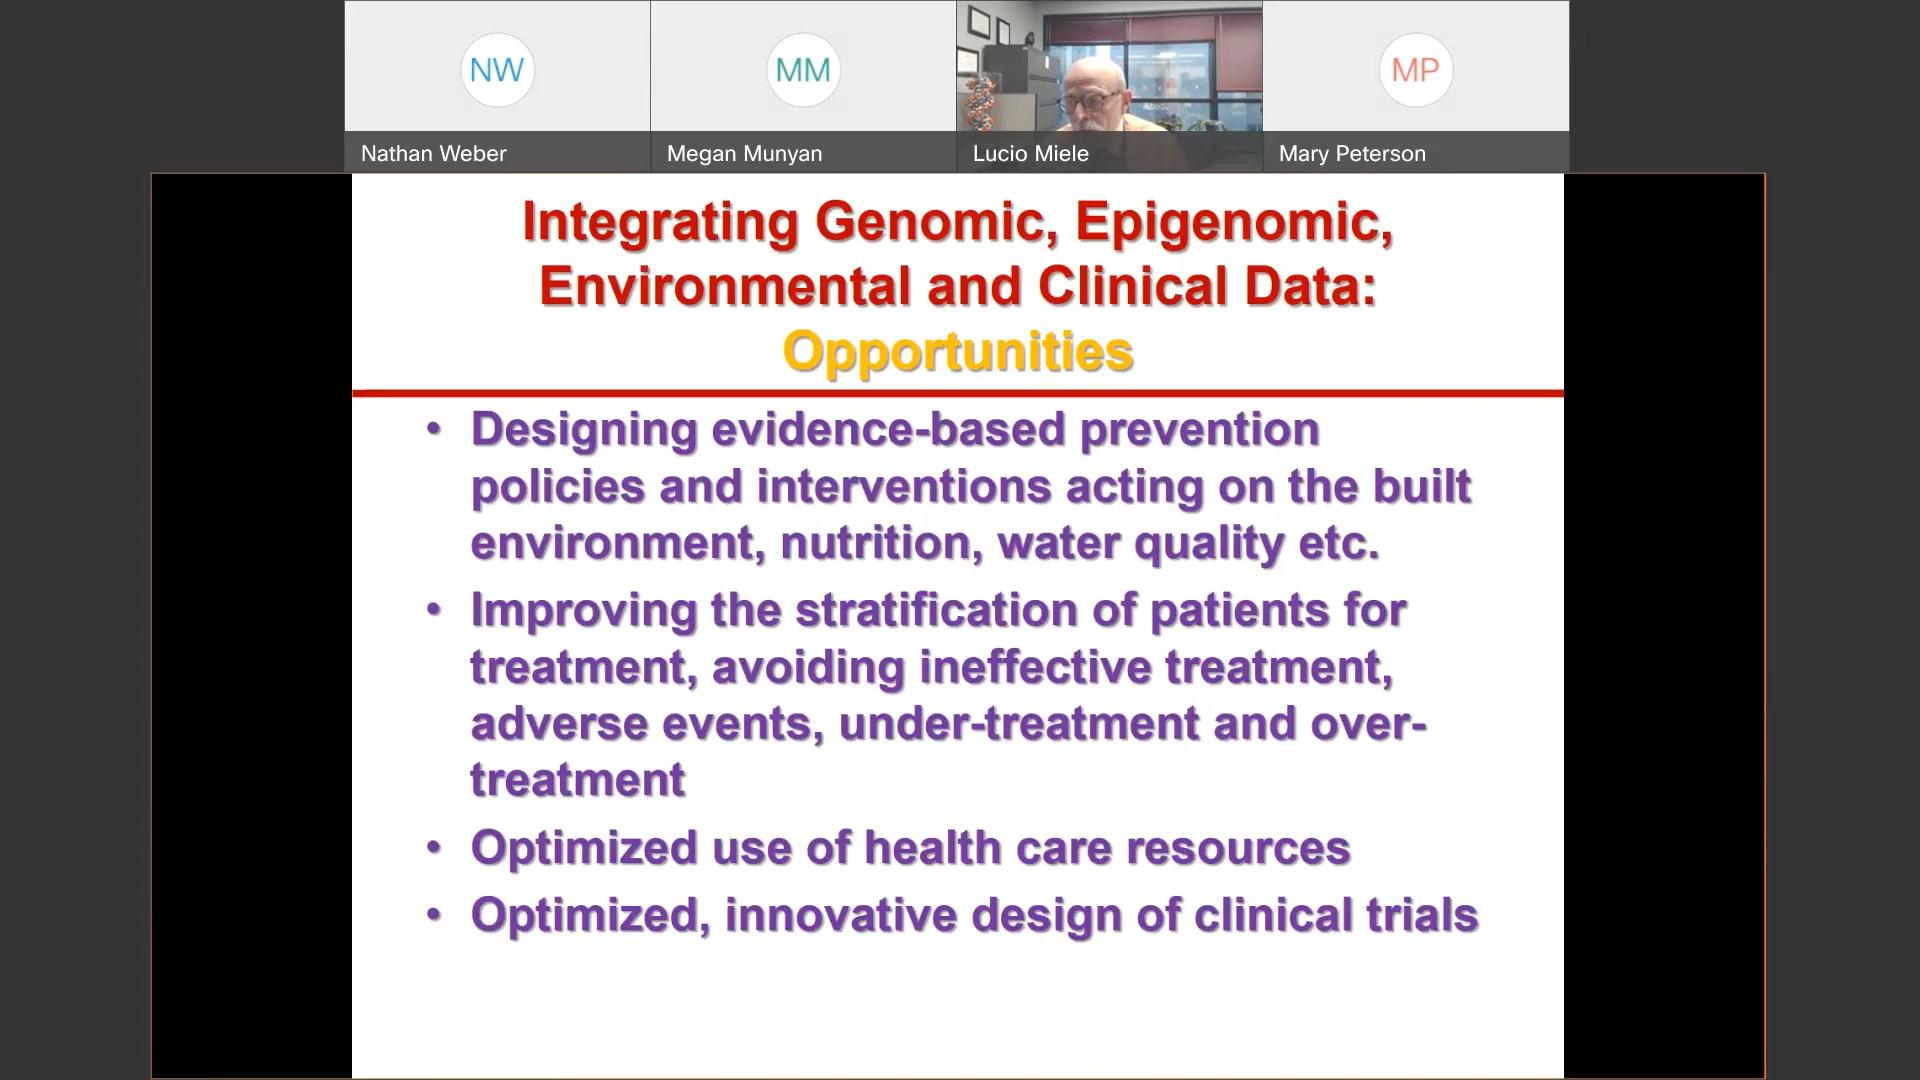 NW
MM
MP
Nathan Weber
Megan Munyan
Lucio Miele
Mary Peterson
Integrating Genomic, Epigenomic,
Environmental and Clinical Data:
Opportunities
• Designing evidence-based prevention
policies and interventions acting on the built
environment, nutrition, water quality etc.
• Improving the stratification of patients for
treatment, avoiding ineffective treatment,
adverse events, under-treatment and over-
treatment
• Optimized use of health care resources
• Optimized, innovative design of clinical trials